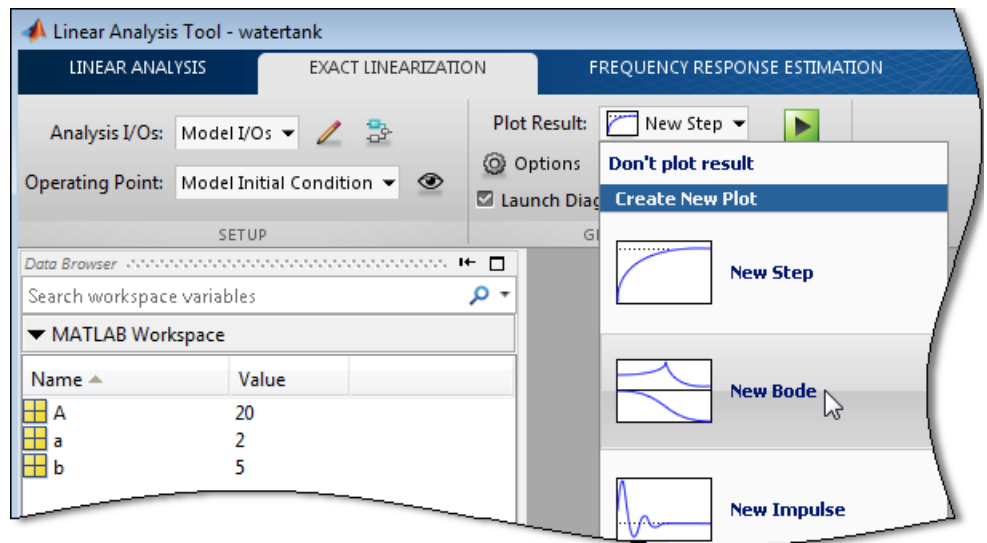 Linear Analysis Tool - watertank
LINEAR ANALYSIS EXACT LINEARIZATION FREQUENCY RESPONSE ESTIMATION
Analysis I/Os: Model I/Os
Operating Point: Model Initial Condition
SETUP
Plot Result: New Step
Options
Launch Diag
Don't plot result
Create New Plot
New Step
New Bode
New Impulse
Data Browser
Search workspace variables
MATLAB Workspace
Name Value
A 20
a 2
b 5